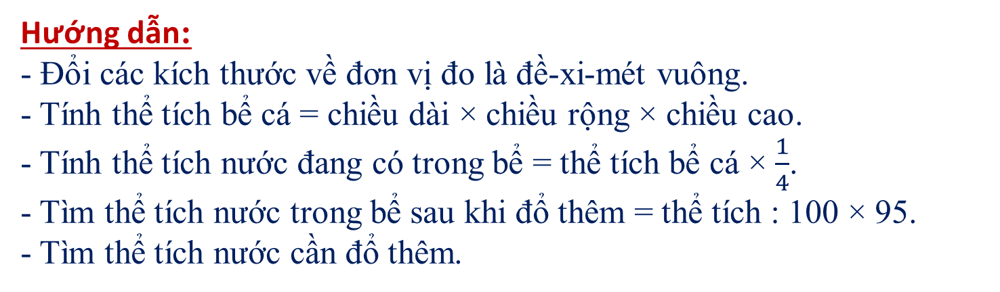 Hướng dẫn:
- Đổi các kích thước về đơn vị đo là đề-xi-mét vuông.
- Tính thể tích bể cá = chiều dài × chiều rộng × chiều cao.
- Tính thể tích nước đang có trong bể = thể tích bể cá × 1/4.
- Tìm thể tích nước trong bể sau khi đổ thêm = thể tích : 100 × 95.
- Tìm thể tích nước cần đổ thêm.